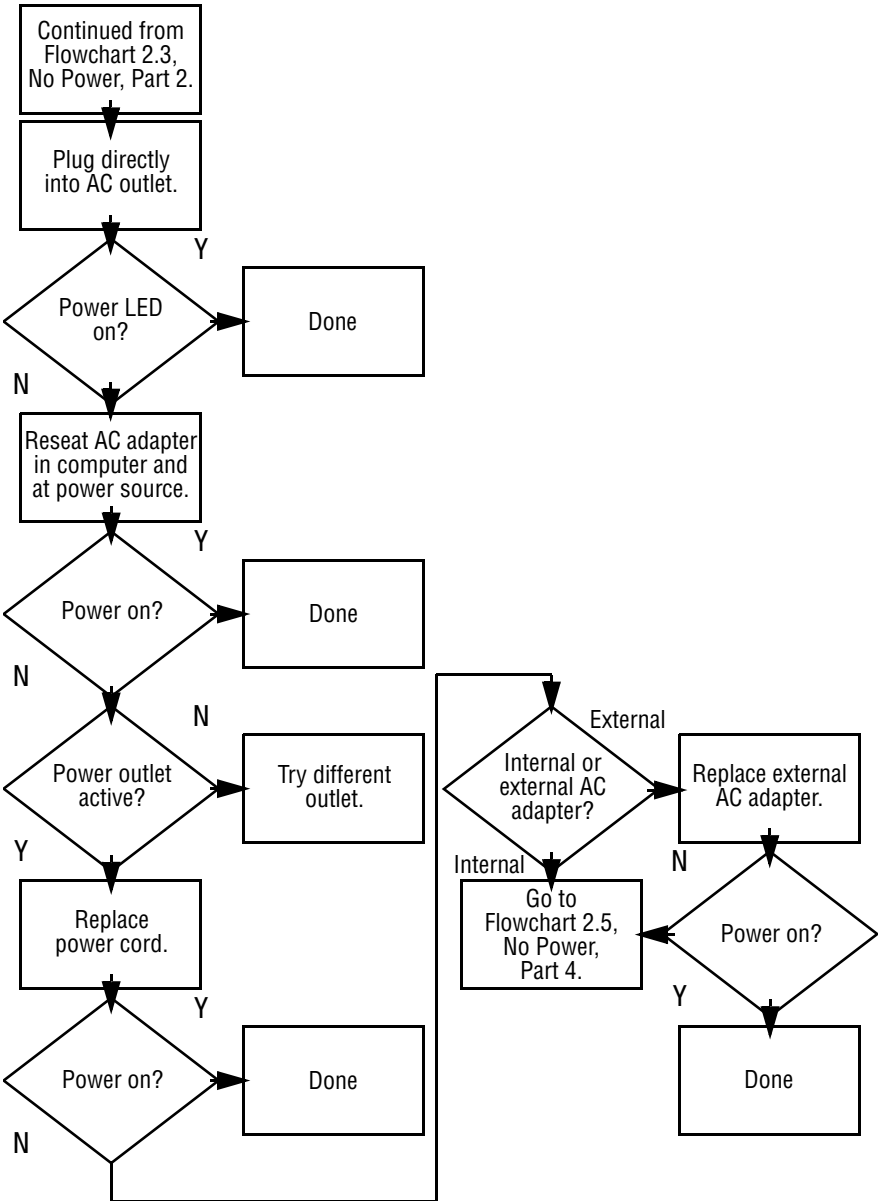 Continued from
Flowchart 2.3,
No Power, Part 2.
Plug directly
into AC outlet.
Y
Power LED
on?
Done
N
Reseat AC adapter
in computer and
at power source.
Y
Power on?
Done
N
N
Power outlet
active?
Try different
outlet.
Y
Replace
power cord.
Y
Power on?
Done
N
External
Internal or
external AC
adapter?
Replace external
AC adapter.
Internal
N
Go to
Flowchart 2.5,
No Power,
Part 4.
Power on?
Y
Done